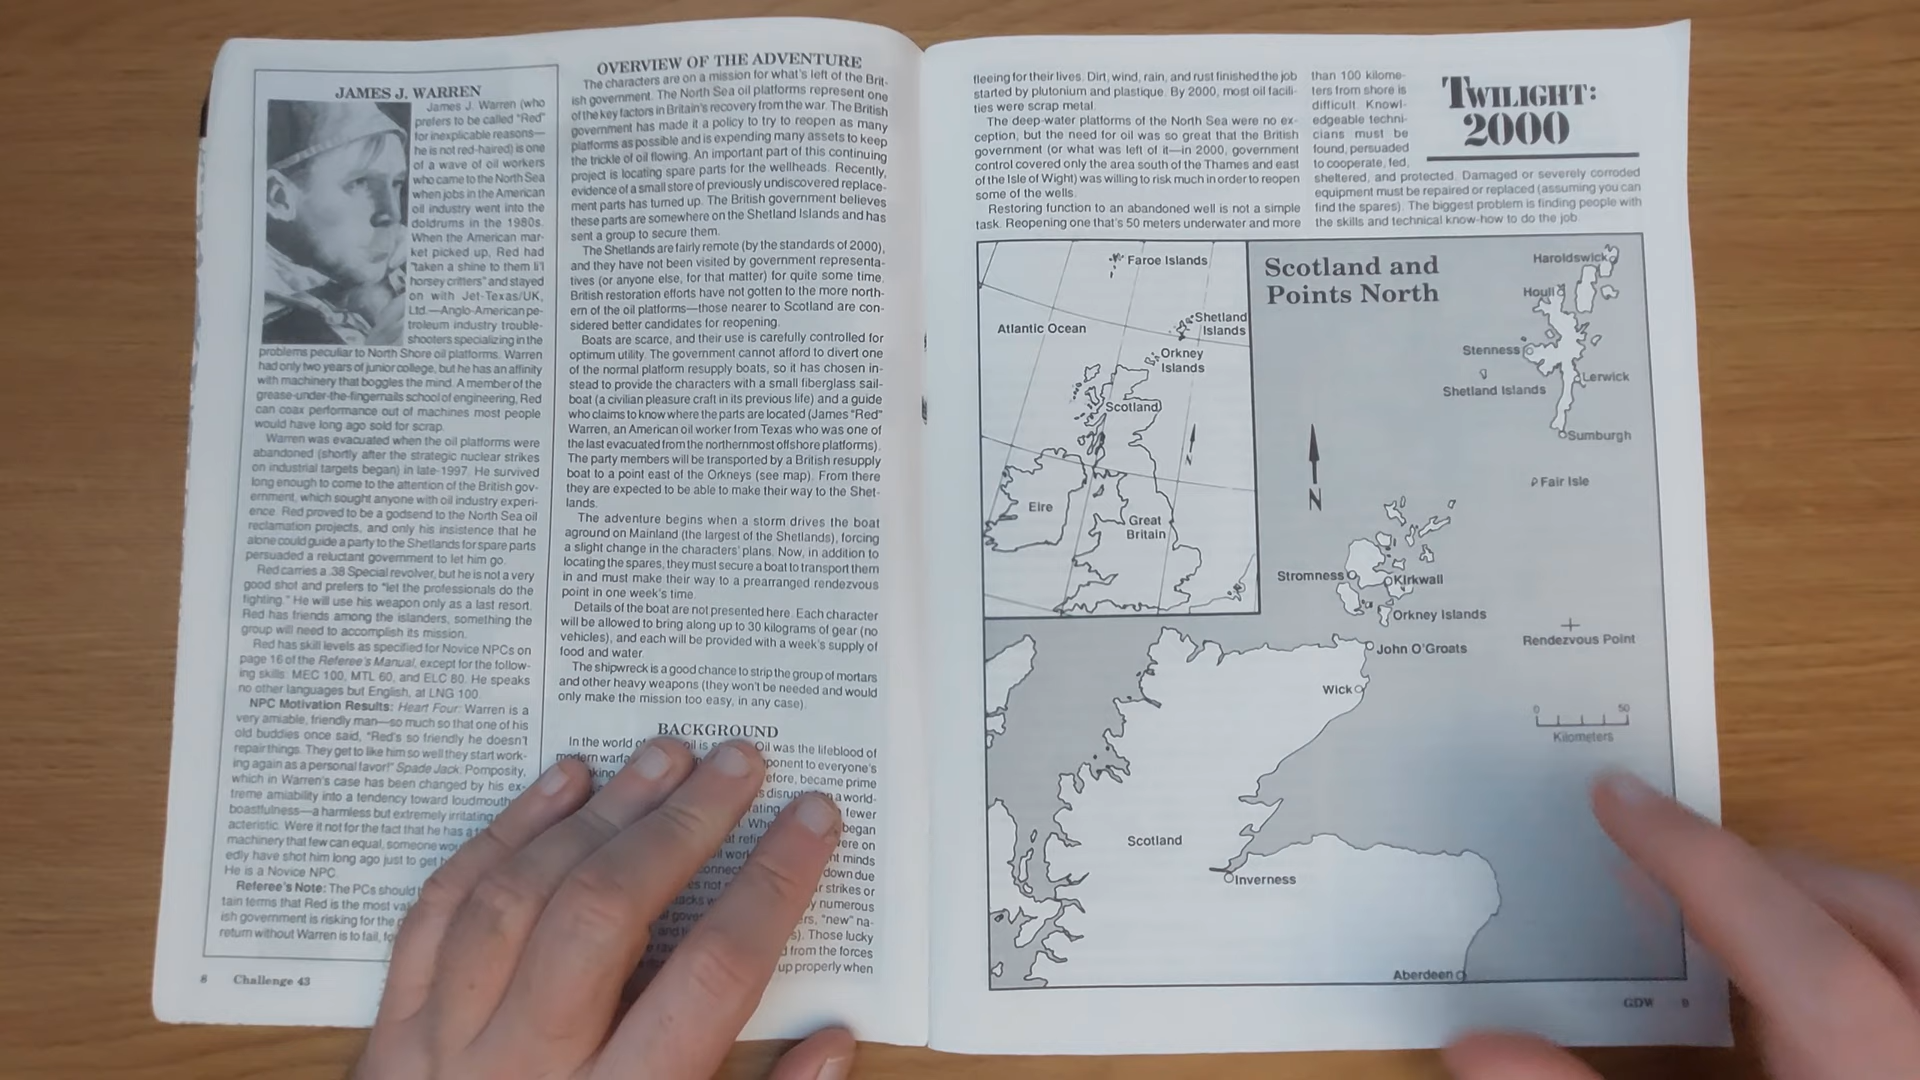 JAMES J. WARREN
James J. Warren (who
prefers to be called "Red"
for inexplicable reasons—
he is not red-haired) is one
of a wave of oil workers
who came to the North Sea
when jobs in the American
oil industry went into the
doldrums in the 1980s.
When the American mar-
ket picked up, Red had
"taken a shine to them li'l
horsey critters" and stayed
on with Jet-Texas/UK,
Ltd.—Anglo-American pe-
troleum industry trouble-
shooters specializing in the
problems peculiar to North Shore oil platforms. Warren
had only two years of junior college, but he has an affinity
with machinery that boggles the mind. A member of the
grease-under-the-fingernails school of engineering, Red
can coax performance out of machines most people
would have long ago sold for scrap.
Warren was evacuated when the oil platforms were
abandoned (shortly after the strategic nuclear strikes
on industrial targets began) in late-1997. He survived
long enough to come to the attention of the British gov-
ernment, which sought anyone with oil industry experi-
ence. Red proved to be a godsend to the North Sea oil
reclamation projects, and only his insistence that he
alone could guide a party to the Shetlands for spare parts
persuaded a reluctant government to let him go.
Red carries a .38 Special revolver, but he is not a very
good shot and prefers to "let the professionals do the
fighting." He will use his weapon only as a last resort.
Red has friends among the islanders, something the
group will need to accomplish its mission.
Red has skill levels as specified for Novice NPCs on
page 16 of the Referee's Manual, except for the follow-
ing skills: MEC 100, MTL 60, and ELC 80. He speaks
no other languages but English, at LNG 100.
NPC Motivation Results: Heart Four: Warren is a
very amiable, friendly man—so much so that one of his
old buddies once said, "Red's so friendly he doesn't
repair things. They get to like him so well they start work-
ing again as a personal favor!" Spade Jack: Pomposity,
which in Warren's case has been changed by his ex-
treme amiability into a tendency toward loudmouth
boastfulness—a harmless but extremely irritating
acteristic. Were it not for the fact that he has a
machinery that few can equal, someone
edly have shot him long ago just to get
He is a Novice NPC.
Referee's Note: The PCs should
tain terms that Red is the most
ish government is risking for the
return without Warren is to fail,
8 Challenge 43
OVERVIEW OF THE ADVENTURE
The characters are on a mission for what's left of the Brit-
ish government. The North Sea oil platforms represent one
of the key factors in Britain's recovery from the war. The British
government has made it a policy to try to reopen as many
platforms as possible and is expending many assets to keep
the trickle of oil flowing. An important part of this continuing
project is locating spare parts for the wellheads. Recently,
evidence of a small store of previously undiscovered replace-
ment parts has turned up. The British government believes
these parts are somewhere on the Shetland Islands and has
sent a group to secure them.
The Shetlands are fairly remote (by the standards of 2000),
and they have not been visited by government representa-
tives (or anyone else, for that matter) for quite some time.
British restoration efforts have not gotten to the more north-
ern of the oil platforms—those nearer to Scotland are con-
sidered better candidates for reopening.
Boats are scarce, and their use is carefully controlled for
optimum utility. The government cannot afford to divert one
of the normal platform resupply boats, so it has chosen in-
stead to provide the characters with a small fiberglass sail-
boat (a civilian pleasure craft in its previous life) and a guide
who claims to know where the parts are located (James "Red"
Warren, an American oil worker from Texas who was one of
the last evacuated from the northernmost offshore platforms).
The party members will be transported by a British resupply
boat to a point east of the Orkneys (see map). From there
they are expected to be able to make their way to the Shet-
lands.
The adventure begins when a storm drives the boat
aground on Mainland (the largest of the Shetlands), forcing
a slight change in the characters' plans. Now, in addition to
locating the spares, they must secure a boat to transport them
in and must make their way to a prearranged rendezvous
point in one week's time.
Details of the boat are not presented here. Each character
will be allowed to bring along up to 30 kilograms of gear (no
vehicles), and each will be provided with a week's supply of
food and water.
The shipwreck is a good chance to strip the group of mortars
and other heavy weapons (they won't be needed and would
only make the mission too easy, in any case).
BACKGROUND
In the world of oil is Oil was the lifeblood of
modern ponent to everyone's
efore, became prime
a world-
fewer
began
ere on
minds
down due
strikes or
numerous
"new" na-
Those lucky
from the forces
up properly when
fleeing for their lives. Dirt, wind, rain, and rust finished the job
started by plutonium and plastique. By 2000, most oil facili-
ties were scrap metal.
The deep-water platforms of the North Sea were no ex-
ception, but the need for oil was so great that the British
government (or what was left of it—in 2000, government
control covered only the area south of the Thames and east
of the Isle of Wight) was willing to risk much in order to reopen
some of the wells.
Restoring function to an abandoned well is not a simple
task. Reopening one that's 50 meters underwater and more
than 100 kilome-
ters from shore is
difficult. Knowl-
edgeable techni-
cians must be
found, persuaded
to cooperate, fed,
sheltered, and protected. Damaged or severely corroded
equipment must be repaired or replaced (assuming you can
find the spares). The biggest problem is finding people with
the skills and technical know-how to do the job.
TWILIGHT:
2000
Faroe Islands
Atlantic Ocean
Shetland
Islands
Orkney
Islands
Scotland
N
Eire
Great
Britain
Scotland and
Points North
Haroldswick
Houll
Stenness
Lerwick
Shetland Islands
Sumburgh
Fair Isle
N
Stromness
Kirkwall
Orkney Islands
Rendezvous Point
John O'Groats
Wick
0 50
Kilometers
Scotland
Inverness
Aberdeen
GDW 9